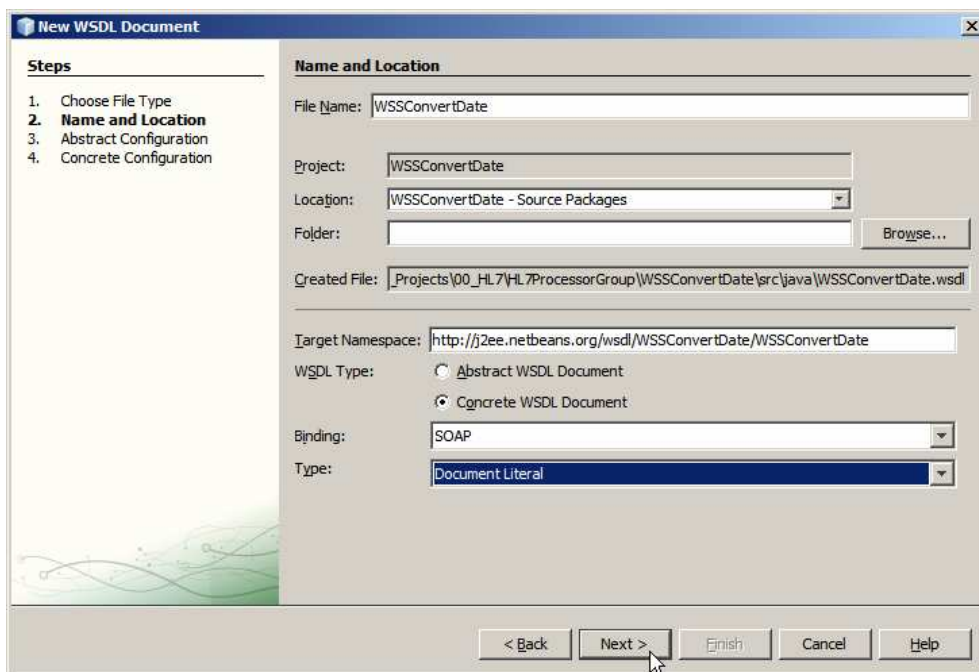 New WSDL Document
Steps
1. Choose File Type
2. Name and Location
3. Abstract Configuration
4. Concrete Configuration
Name and Location
File Name: WSSConvertDate
Project: WSSConvertDate
Location: WSSConvertDate - Source Packages
Folder:
Browse...
Created File: _Projects\00_HL7\HL7ProcessorGroup\WSSConvertDate\src\java\WSSConvertDate.wsdl
Target Namespace: http://j2ee.netbeans.org/wsdl/WSSConvertDate/WSSConvertDate
WSDL Type: Abstract WSDL Document
Concrete WSDL Document
Binding: SOAP
Type: Document Literal
< Back Next > Finish Cancel Help